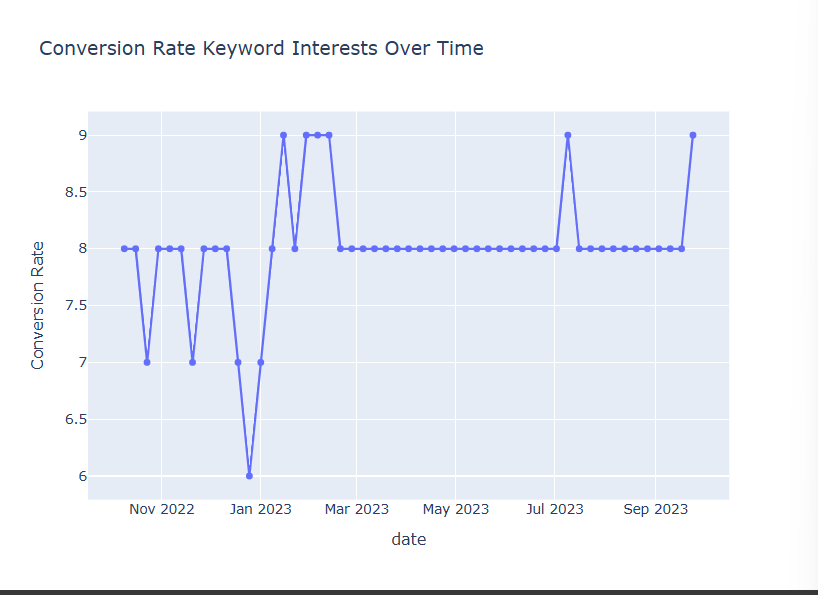 Conversion Rate Keyword Interests Over Time
9
8.5
8
7.5
7
6.5
6
Conversion Rate
Nov 2022
Jan 2023
Mar 2023
May 2023
Jul 2023
Sep 2023
date